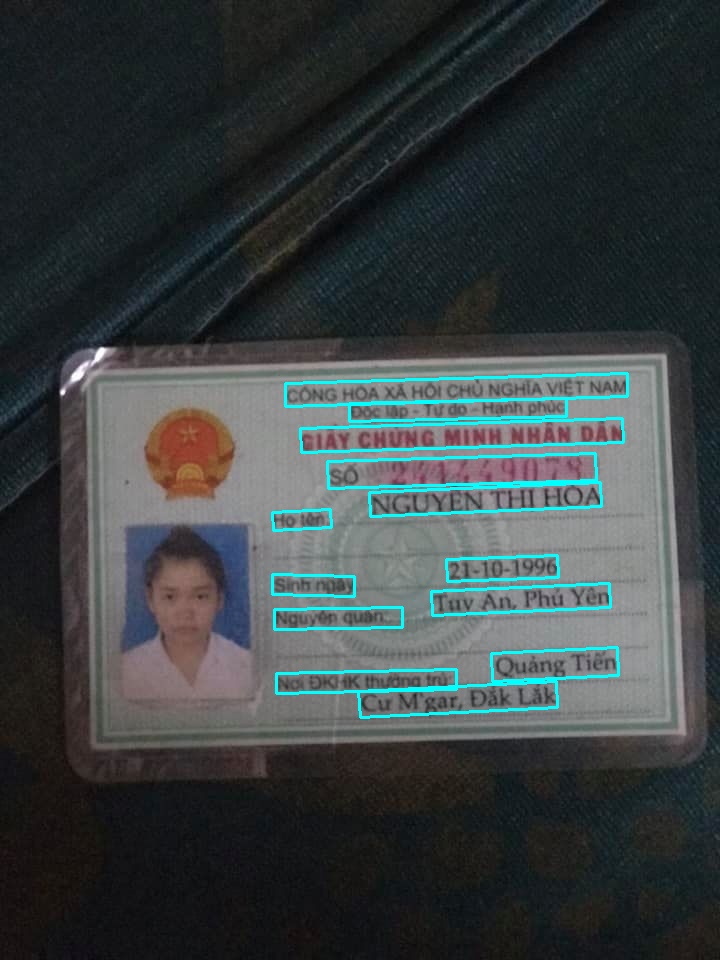 CỘNG HÒA XÃ HỘI CHỦ NGHĨA VIỆT NAM
Độc lập - Tự do - Hạnh phúc
GIẤY CHỨNG MINH NHÂN DÂN
SỐ 241449078
Họ tên: NGUYỄN THỊ HÒA
Sinh ngày 21-10-1996
Nguyên quán: Tuy An, Phú Yên
Nơi ĐKHK thường trú: Quảng Tiến
Cư M'gar, Đắk Lắk